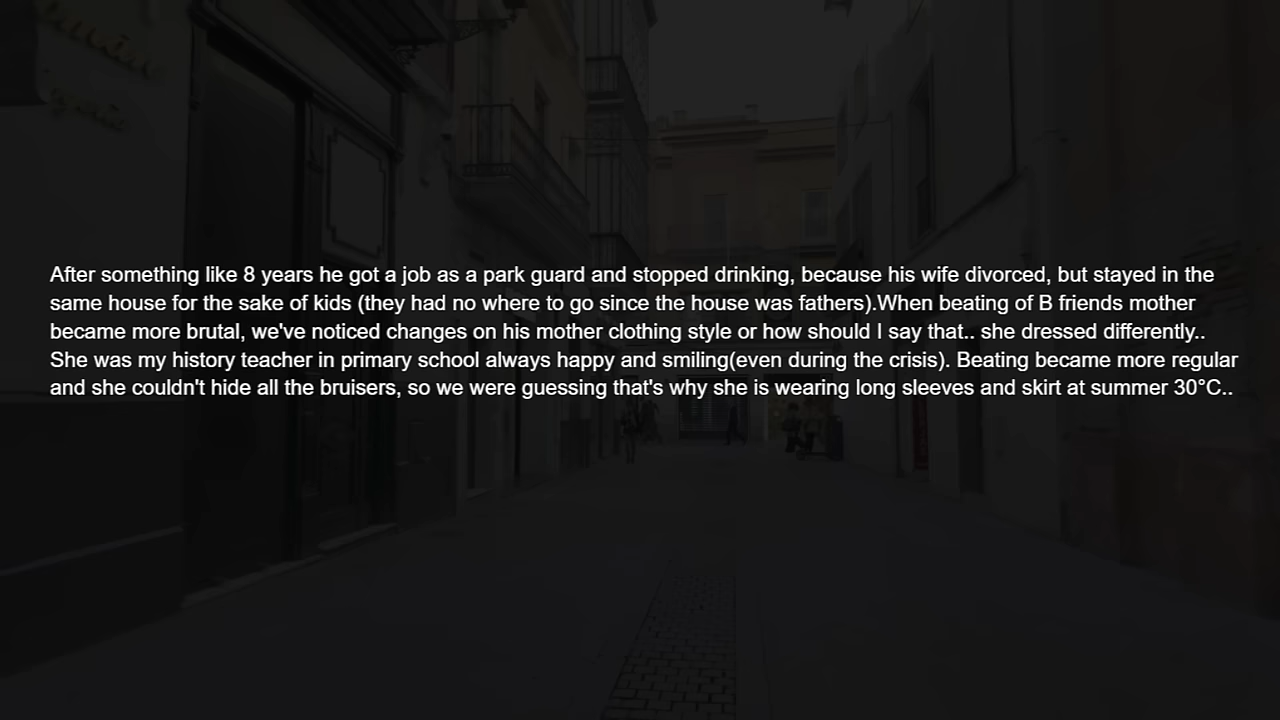 After something like 8 years he got a job as a park guard and stopped drinking, because his wife divorced, but stayed in the
same house for the sake of kids (they had no where to go since the house was fathers).When beating of B friends mother
became more brutal, we've noticed changes on his mother clothing style or how should I say that.. she dressed differently..
She was my history teacher in primary school always happy and smiling(even during the crisis). Beating became more regular
and she couldn't hide all the bruisers, so we were guessing that's why she is wearing long sleeves and skirt at summer 30°C..